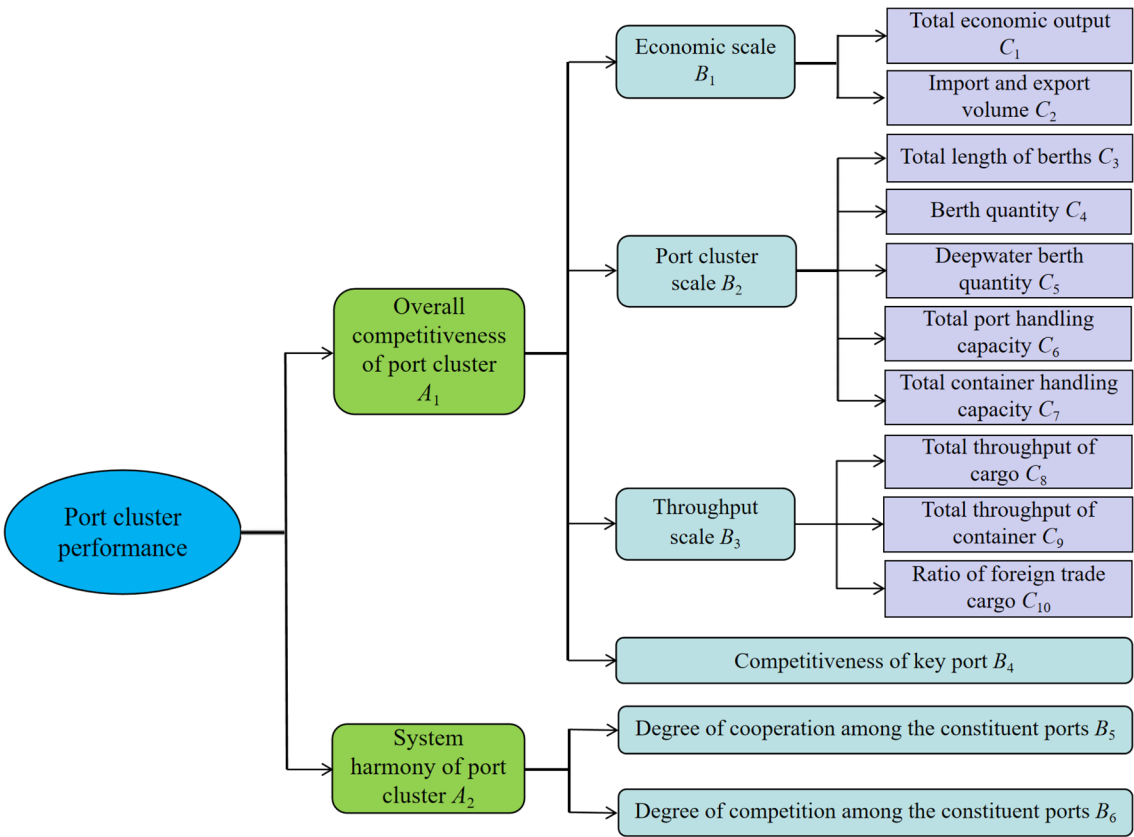 Port cluster
performance
Overall
competitiveness
of port cluster
A₁
System
harmony of port
cluster A₂
Economic scale
B₁
Port cluster
scale B₂
Throughput
scale B₃
Competitiveness of key port B₄
Degree of cooperation among the constituent ports B₅
Degree of competition among the constituent ports B₆
Total economic output
C₁
Import and export
volume C₂
Total length of berths C₃
Berth quantity C₄
Deepwater berth
quantity C₅
Total port handling
capacity C₆
Total container handling
capacity C₇
Total throughput of
cargo C₈
Total throughput of
container C₉
Ratio of foreign trade
cargo C₁₀